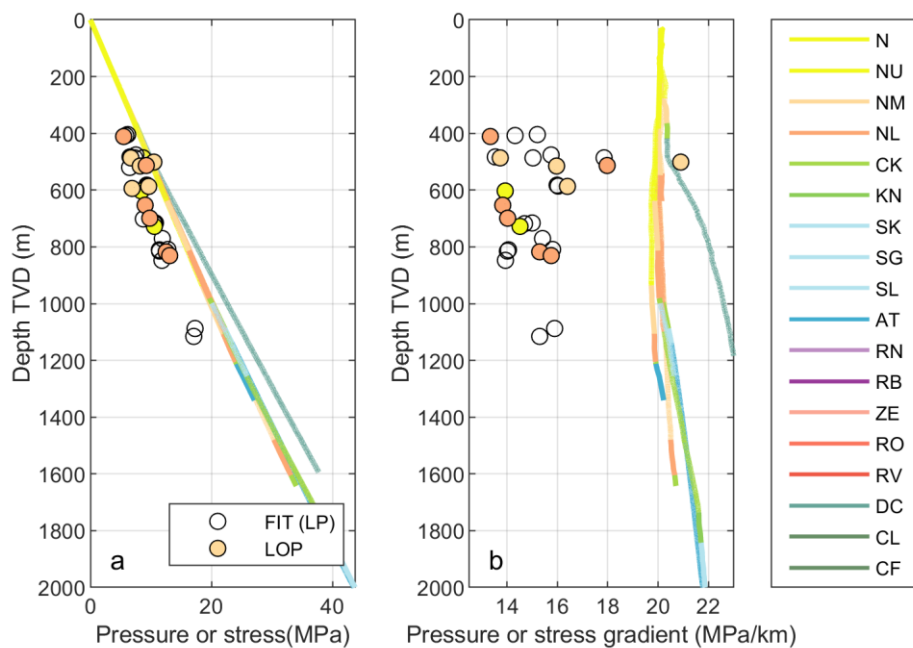 0
200
400
600
800
1000
1200
1400
1600
1800
2000
Depth TVD (m)
0
20
40
Pressure or stress(MPa)
FIT (LP)
LOP
a
0
200
400
600
800
1000
1200
1400
1600
1800
2000
Depth TVD (m)
14
16
18
20
22
Pressure or stress gradient (MPa/km)
b
N
NU
NM
NL
CK
KN
SK
SG
SL
AT
RN
RB
ZE
RO
RV
DC
CL
CF